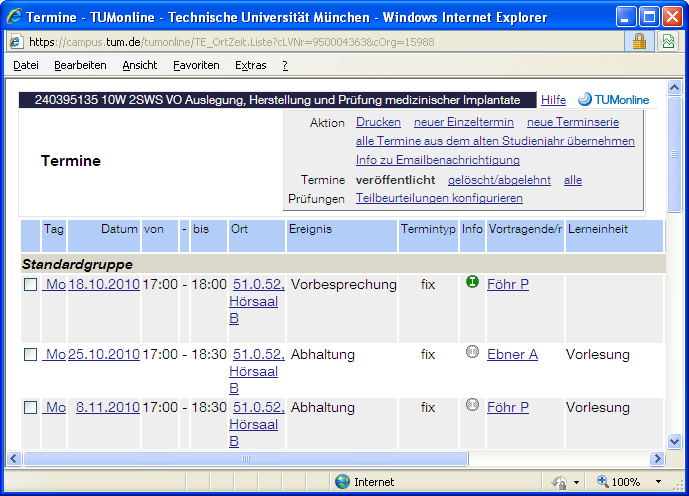 Termine - TUMonline - Technische Universität München - Windows Internet Explorer
https://campus.tum.de/tumonline/TE_OrtZeit.Liste?cLVNr=950004363&cOrg=15988
Datei Bearbeiten Ansicht Favoriten Extras ?
240395135 10W 2SWS VO Auslegung, Herstellung und Prüfung medizinischer Implantate Hilfe TUMonline
Termine
Aktion Drucken neuer Einzeltermin neue Terminserie
alle Termine aus dem alten Studienjahr übernehmen
Info zu Emailbenachrichtigung
Termine veröffentlicht gelöscht/abgelehnt alle
Prüfungen Teilbeurteilungen konfigurieren
Tag Datum von - bis Ort Ereignis Termintyp Info Vortragende/r Lerneinheit
Standardgruppe
Mo 18.10.2010 17:00 - 18:00 51.0.52, Vorbesprechung fix Föhr P
Hörsaal
B
Mo 25.10.2010 17:00 - 18:30 51.0.52, Abhaltung fix Ebner A Vorlesung
Hörsaal
B
Mo 8.11.2010 17:00 - 18:30 51.0.52, Abhaltung fix Föhr P Vorlesung
Hörsaal
B
Internet 100%